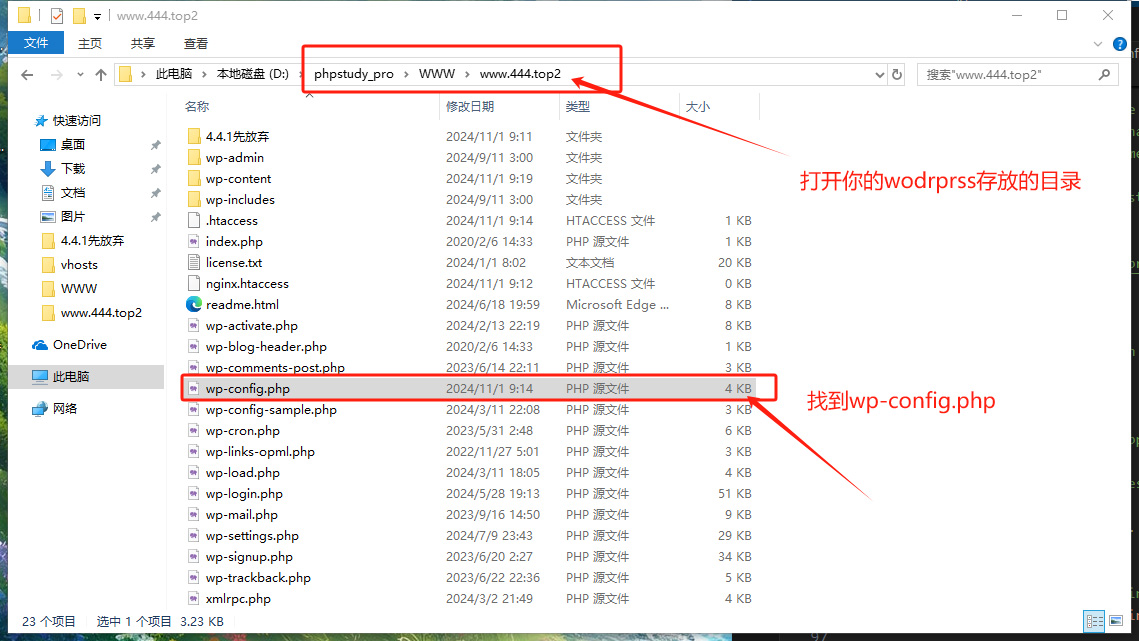 www.444.top2
文件 主页 共享 查看
此电脑 本地磁盘 (D:) phpstudy_pro WWW www.444.top2 搜索"www.444.top2"
名称 修改日期 类型 大小
快速访问
桌面
下载
文档
图片
4.4.1先放弃
vhosts
WWW
www.444.top2
OneDrive
此电脑
网络
4.4.1先放弃 2024/11/1 9:11 文件夹
wp-admin 2024/9/11 3:00 文件夹
wp-content 2024/11/1 9:19 文件夹
wp-includes 2024/9/11 3:00 文件夹
.htaccess 2024/11/1 9:14 HTACCESS 文件 1 KB
index.php 2020/2/6 14:33 PHP 源文件 1 KB
license.txt 2024/1/1 8:02 文本文档 20 KB
nginx.htaccess 2024/11/1 9:12 HTACCESS 文件 0 KB
readme.html 2024/6/18 19:59 Microsoft Edge ... 8 KB
wp-activate.php 2024/2/13 22:19 PHP 源文件 8 KB
wp-blog-header.php 2020/2/6 14:33 PHP 源文件 1 KB
wp-comments-post.php 2023/6/14 22:11 PHP 源文件 3 KB
wp-config.php 2024/11/1 9:14 PHP 源文件 4 KB
wp-config-sample.php 2024/3/11 22:08 PHP 源文件 3 KB
wp-cron.php 2023/5/31 2:48 PHP 源文件 6 KB
wp-links-opml.php 2022/11/27 5:01 PHP 源文件 3 KB
wp-load.php 2024/3/11 18:05 PHP 源文件 4 KB
wp-login.php 2024/5/28 19:13 PHP 源文件 51 KB
wp-mail.php 2023/9/16 14:50 PHP 源文件 9 KB
wp-settings.php 2024/7/9 23:43 PHP 源文件 29 KB
wp-signup.php 2023/6/20 2:27 PHP 源文件 34 KB
wp-trackback.php 2023/6/22 22:36 PHP 源文件 5 KB
xmlrpc.php 2024/3/2 21:49 PHP 源文件 4 KB
打开你的wodrprss存放的目录
找到wp-config.php
23 个项目 选中 1 个项目 3.23 KB